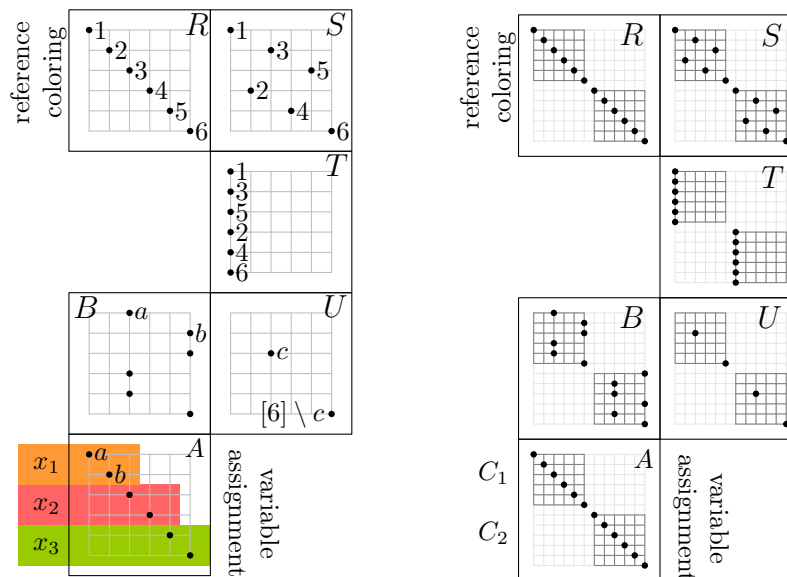 reference
coloring
R
1
2
3
4
5
6
S
1
3
5
2
4
6
T
1
3
5
2
4
6
B
a
b
U
c
[6] \ c
x1
x2
x3
A
a
b
variable
assignment
reference
coloring
R
S
T
B
U
C1
C2
A
variable
assignment